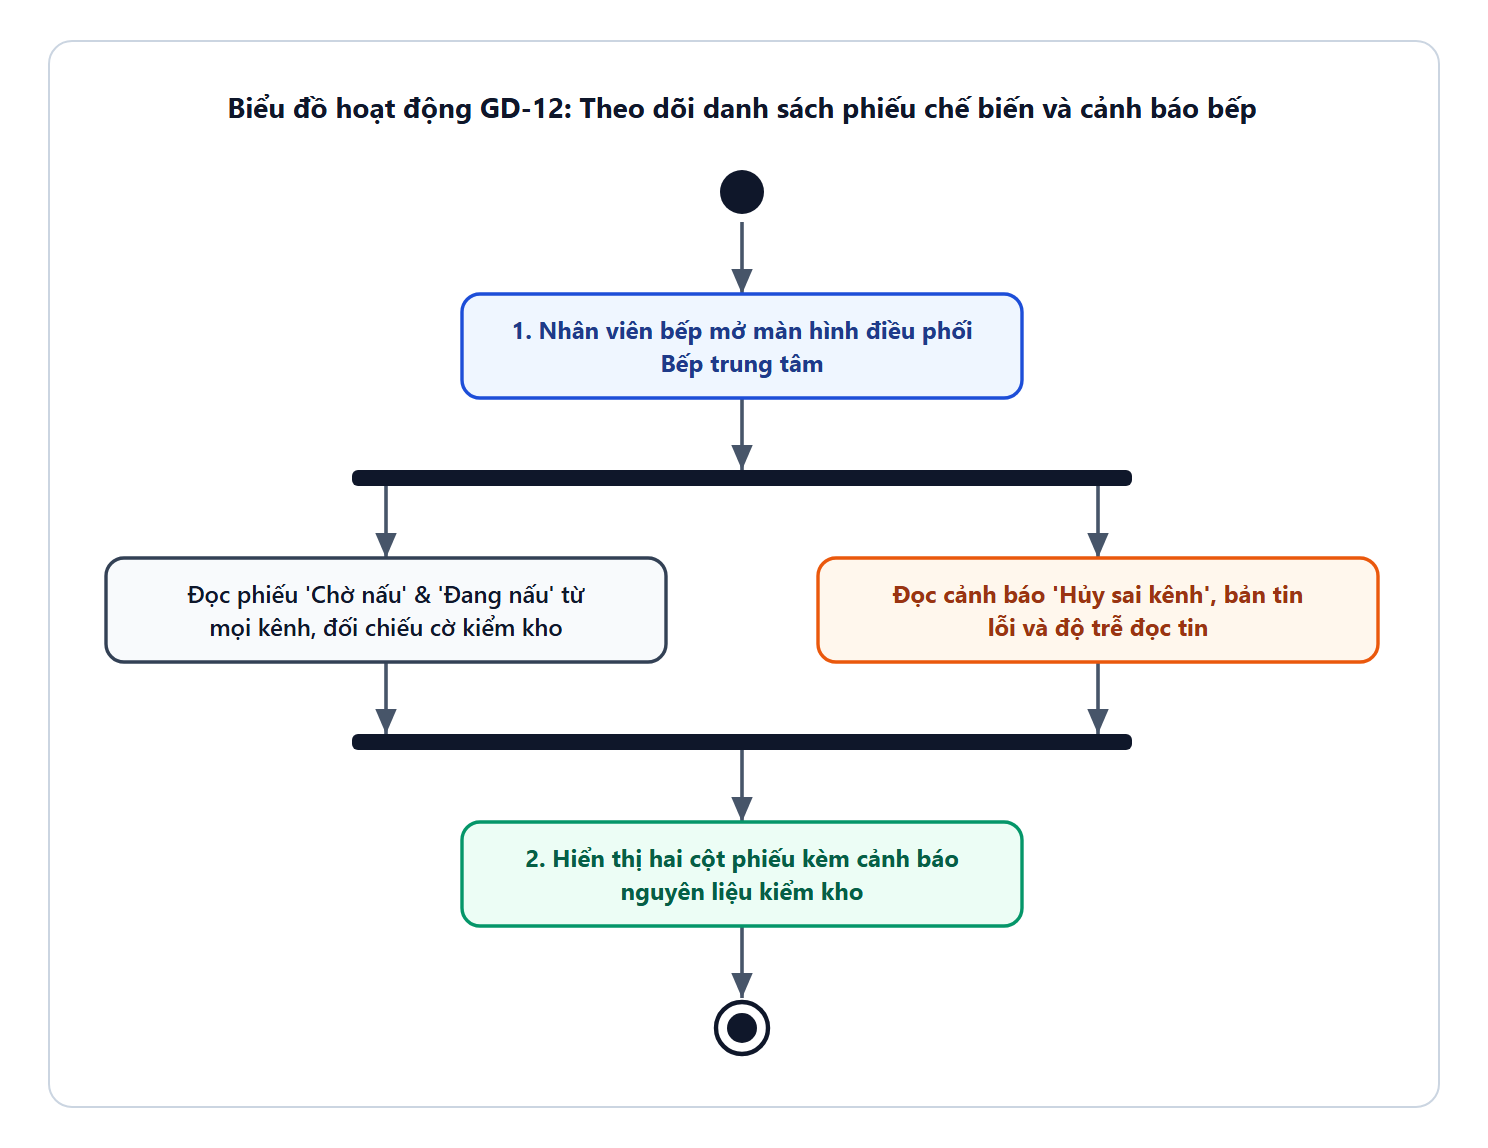 Biểu đồ hoạt động GD-12: Theo dõi danh sách phiếu chế biến và cảnh báo bếp
1. Nhân viên bếp mở màn hình điều phối
Bếp trung tâm
Đọc phiếu 'Chờ nấu' & 'Đang nấu' từ
mọi kênh, đối chiếu cờ kiểm kho
Đọc cảnh báo 'Hủy sai kênh', bản tin
lỗi và độ trễ đọc tin
2. Hiển thị hai cột phiếu kèm cảnh báo
nguyên liệu kiểm kho